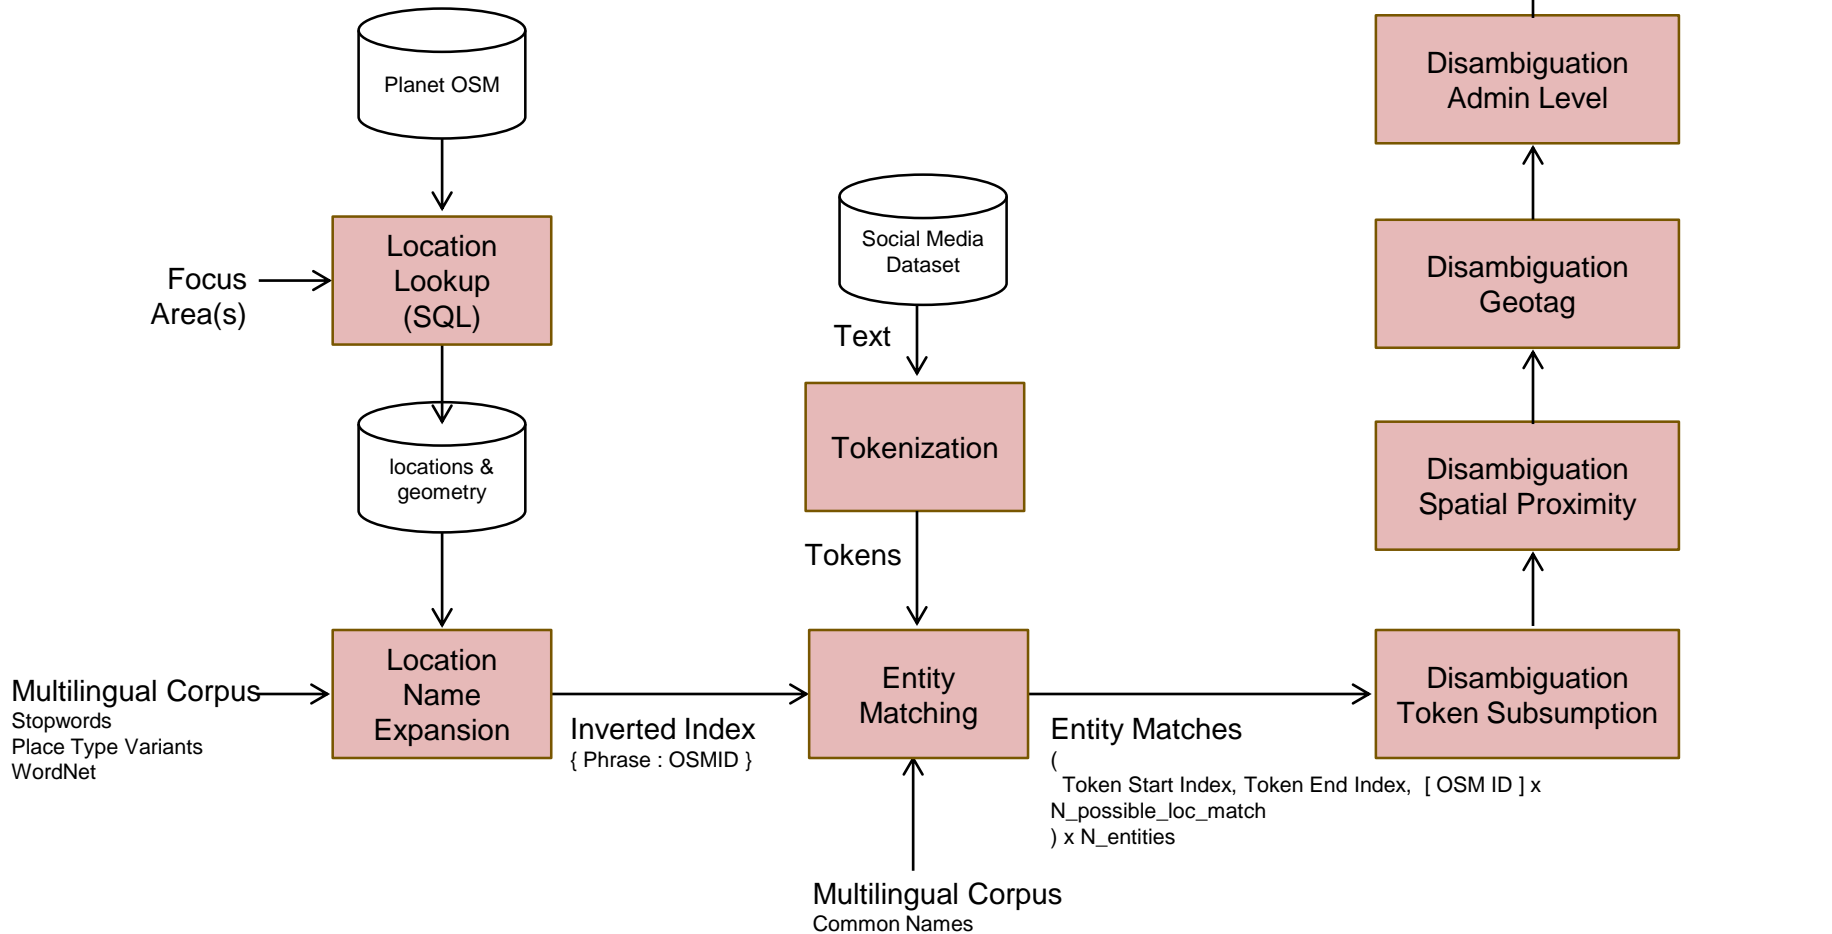 Planet OSM
Location
Lookup
(SQL)
Focus
Area(s)
locations &
geometry
Location
Name
Expansion
Multilingual Corpus
Stopwords
Place Type Variants
WordNet
Inverted Index
{ Phrase : OSMID }
Social Media
Dataset
Text
Tokenization
Tokens
Entity
Matching
Multilingual Corpus
Common Names
Entity Matches
(
Token Start Index, Token End Index, [ OSM ] x
N_possible_loc_match
) x N_entities
Disambiguation
Token Subsumption
Disambiguation
Spatial Proximity
Disambiguation
Geotag
Disambiguation
Admin Level